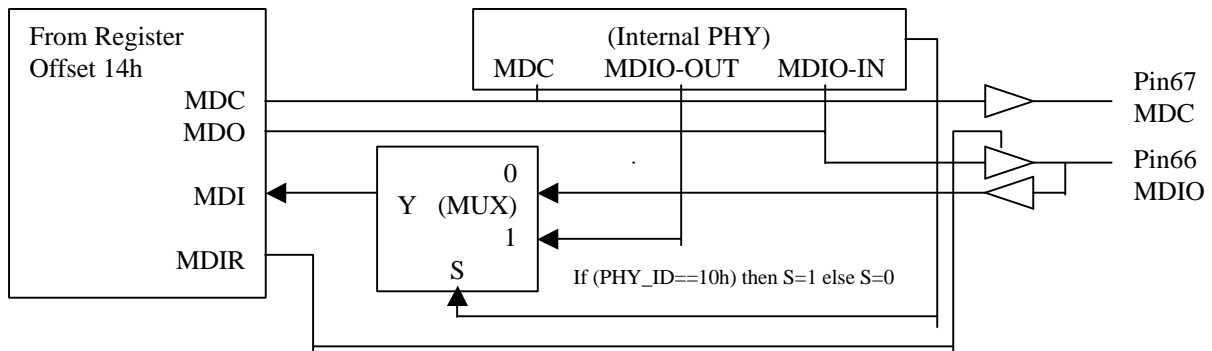 From Register
Offset 14h
MDC
MDO
MDI
MDIR
(Internal PHY)
MDC MDIO-OUT MDIO-IN
0
Y (MUX)
1
S
If (PHY_ID==10h) then S=1 else S=0
Pin67
MDC
Pin66
MDIO